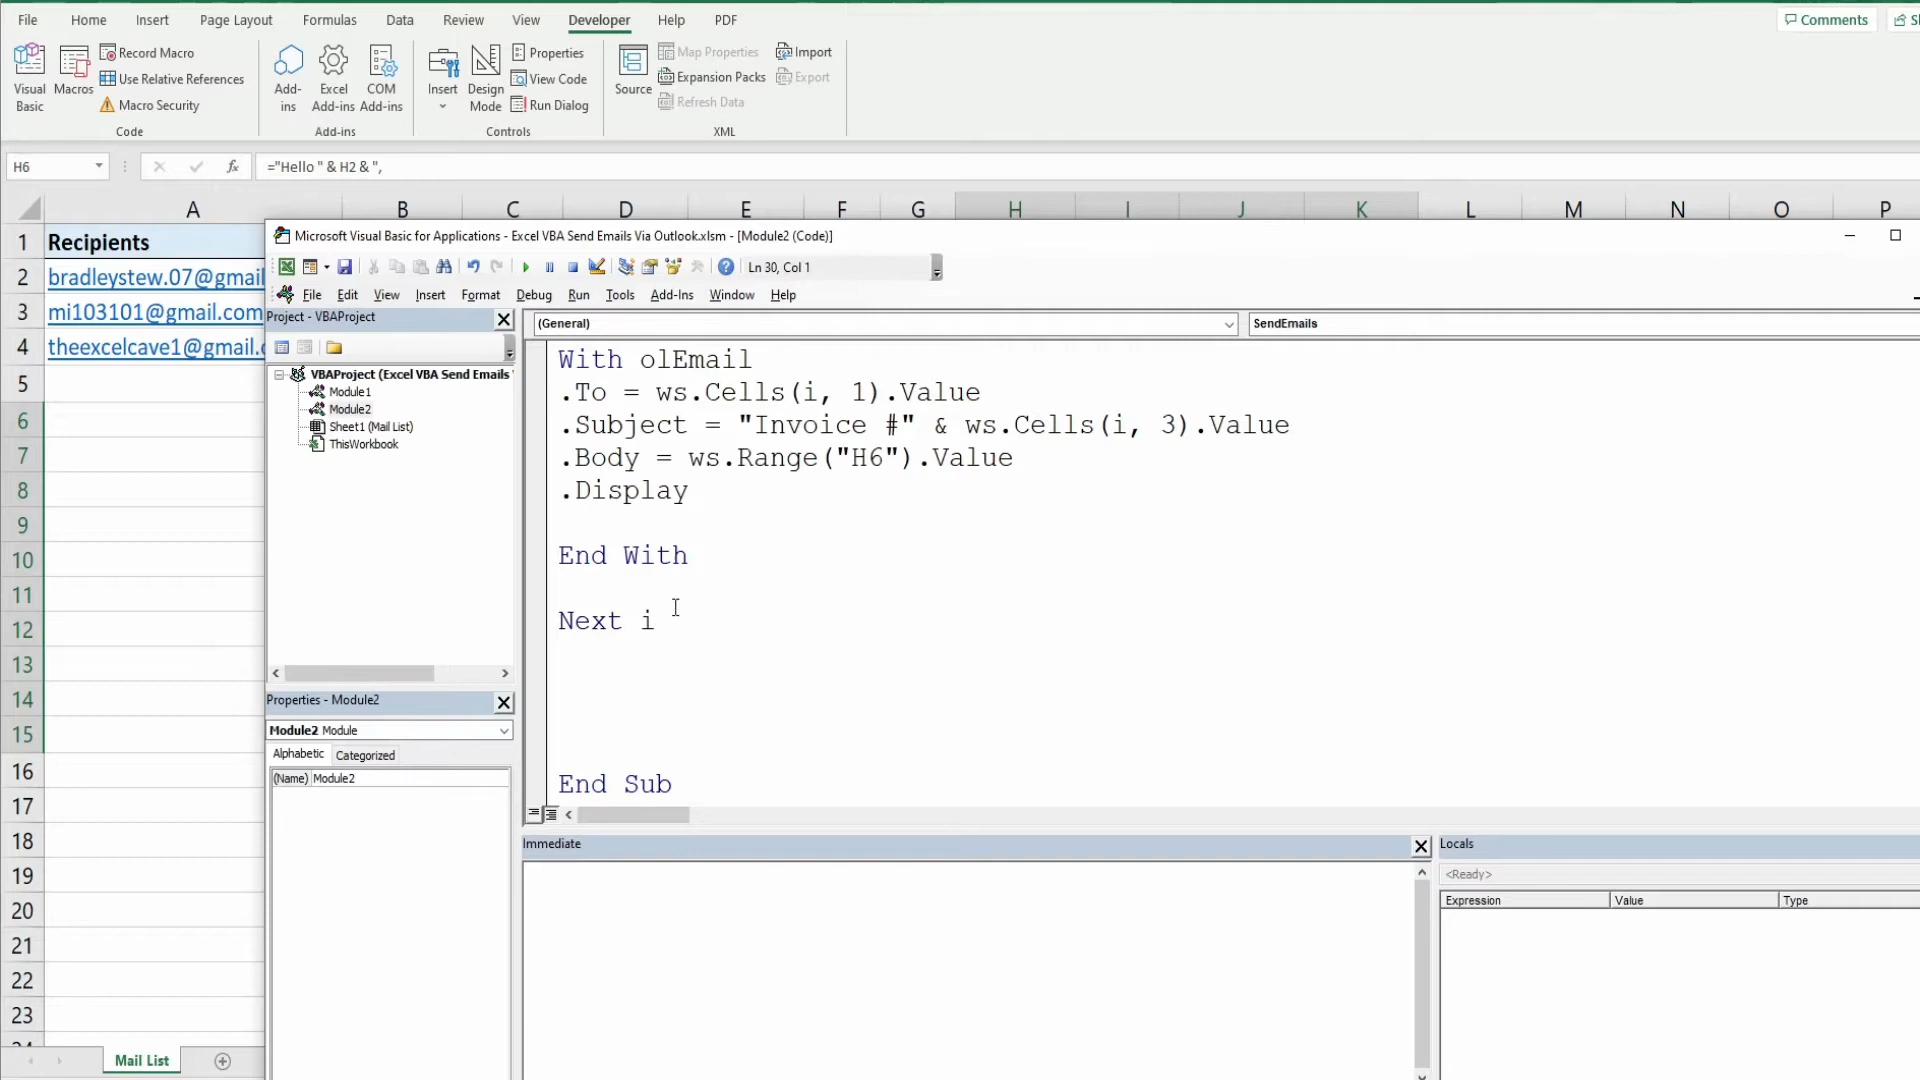 File Home Insert Page Layout Formulas Data Review View Developer Help PDF Comments
Visual Basic
Macros
Record Macro
Use Relative References
Macro Security
Code
Add-ins
Excel Add-ins
COM Add-ins
Add-ins
Insert
Design Mode
Properties
View Code
Run Dialog
Controls
Source
Map Properties
Expansion Packs
Refresh Data
Import
Export
XML
H6 fx ="Hello " & H2 & ",
A B C D E F G H I J K L M N O P
1 Recipients
2 bradleystew.07@gmail
3 mi103101@gmail.com
4 theexcelcave1@gmail.
5
6
7
8
9
10
11
12
13
14
15
16
17
18
19
20
21
22
23
Mail List
Microsoft Visual Basic for Applications - Excel VBA Send Emails Via Outlook.xlsm - [Module2 (Code)]
Ln 30, Col 1
File Edit View Insert Format Debug Run Tools Add-Ins Window Help
Project - VBAProject
VBAProject (Excel VBA Send Emails
Module1
Module2
Sheet1 (Mail List)
ThisWorkbook
Properties - Module2
Module2 Module
Alphabetic Categorized
(Name) Module2
(General) SendEmails
With olEmail
.To = ws.Cells(i, 1).Value
.Subject = "Invoice #" & ws.Cells(i, 3).Value
.Body = ws.Range("H6").Value
.Display
End With
Next i
End Sub
Immediate
Locals
<Ready>
Expression Value Type